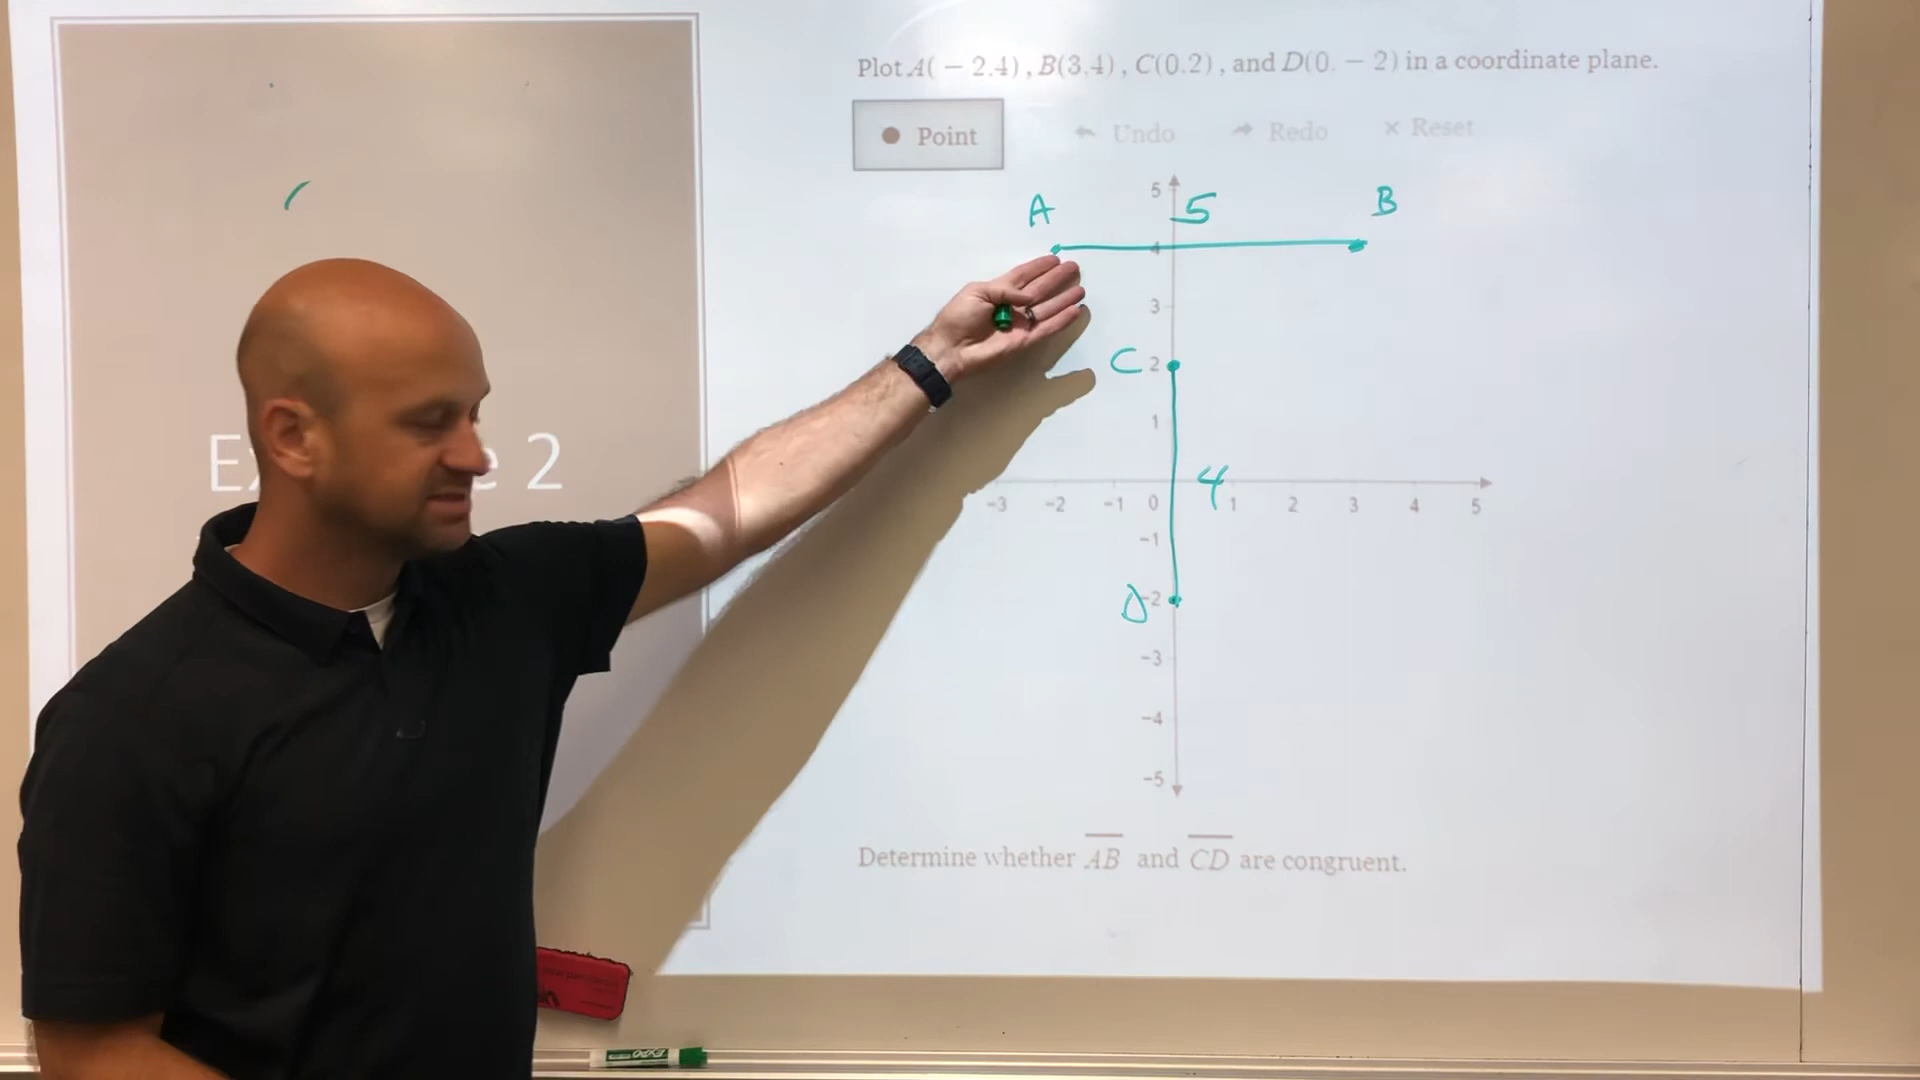 Plot A( − 2.4) , B(3.4) , C(0.2) , and D(0. − 2) in a coordinate plane.
Point Undo Redo × Reset
5
A 5 B
4
3
C 2
1
4
−3 −2 −1 0 1 2 3 4 5
−1
D −2
−3
−4
−5
Determine whether AB and CD are congruent.
2
EXPO